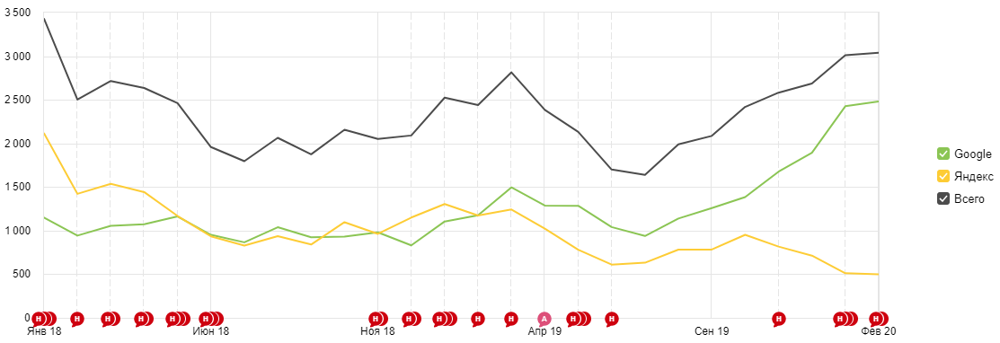 3 500
3 000
2 500
2 000
1 500
1 000
500
0
Н Н Н Н Н Н Н Н Н Н Н А Н Н Н Н Н
Янв 18 Июн 18 Ноя 18 Апр 19 Сен 19 Фев 20
Google
Яндекс
Всего